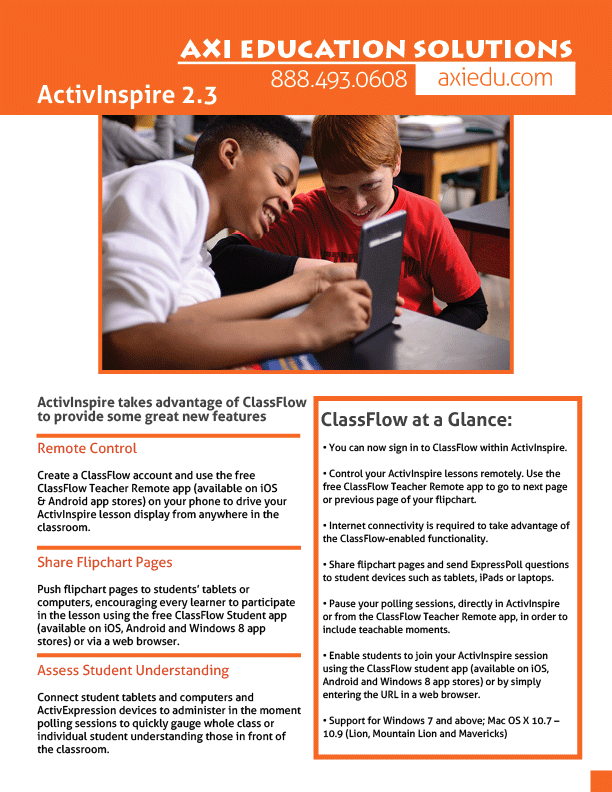 AXI EDUCATION SOLUTIONS
888.493.0608
axiedu.com
ActivInspire 2.3
ActivInspire takes advantage of ClassFlow
to provide some great new features
Remote Control
Create a ClassFlow account and use the free
ClassFlow Teacher Remote app (available on iOS
& Android app stores) on your phone to drive your
ActivInspire lesson display from anywhere in the
classroom.
Share Flipchart Pages
Push flipchart pages to students' tablets or
computers, encouraging every learner to participate
in the lesson using the free ClassFlow Student app
(available on iOS, Android and Windows 8 app
stores) or via a web browser.
Assess Student Understanding
Connect student tablets and computers and
ActivExpression devices to administer in the moment
polling sessions to quickly gauge whole class or
individual student understanding those in front of
the classroom.
ClassFlow at a Glance:
• You can now sign in to ClassFlow within ActivInspire.
• Control your ActivInspire lessons remotely. Use the
free ClassFlow Teacher Remote app to go to next page
or previous page of your flipchart.
• Internet connectivity is required to take advantage of
the ClassFlow-enabled functionality.
• Share flipchart pages and send ExpressPoll questions
to student devices such as tablets, iPads or laptops.
• Pause your polling sessions, directly in ActivInspire
or from the ClassFlow Teacher Remote app, in order to
include teachable moments.
• Enable students to join your ActivInspire session
using the ClassFlow student app (available on iOS,
Android and Windows 8 app stores) or by simply
entering the URL in a web browser.
• Support for Windows 7 and above; Mac OS X 10.7 –
10.9 (Lion, Mountain Lion and Mavericks)